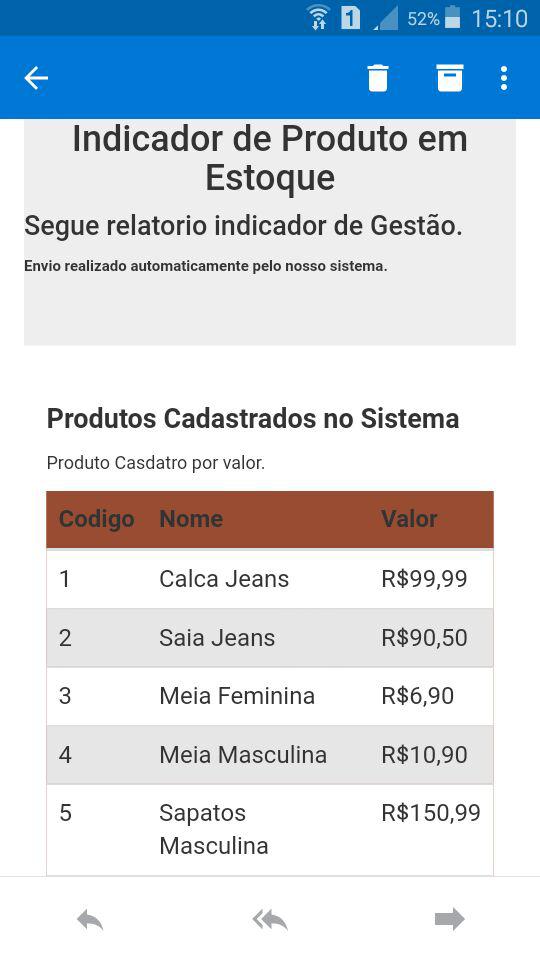 1 52% 15:10
Indicador de Produto em
Estoque
Segue relatorio indicador de Gestão.
Envio realizado automaticamente pelo nosso sistema.
Produtos Cadastrados no Sistema
Produto Casdatro por valor.
Codigo Nome Valor
1 Calca Jeans R$99,99
2 Saia Jeans R$90,50
3 Meia Feminina R$6,90
4 Meia Masculina R$10,90
5 Sapatos R$150,99
Masculina